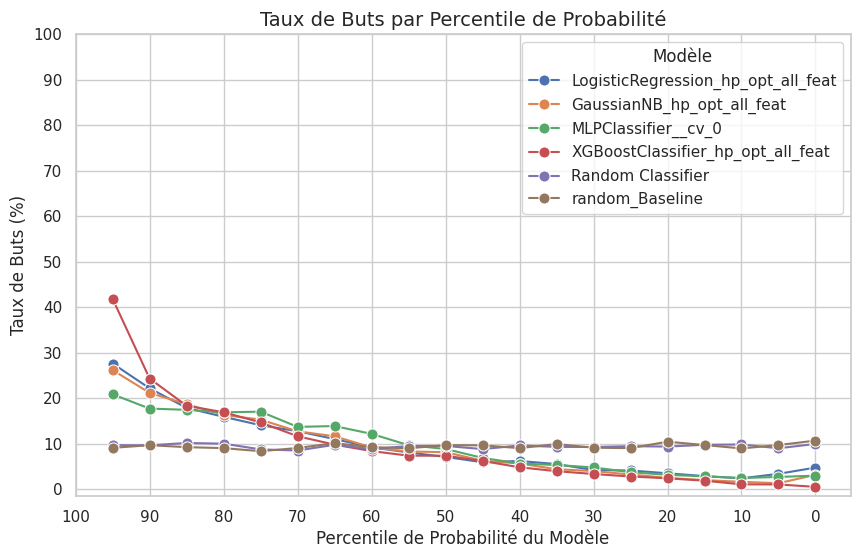 Taux de Buts par Percentile de Probabilité
Modèle
LogisticRegression_hp_opt_all_feat
GaussianNB_hp_opt_all_feat
MLPClassifier__cv_0
XGBoostClassifier_hp_opt_all_feat
Random Classifier
random_Baseline
Taux de Buts (%)
100
90
80
70
60
50
40
30
20
10
0
100 90 80 70 60 50 40 30 20 10 0
Percentile de Probabilité du Modèle